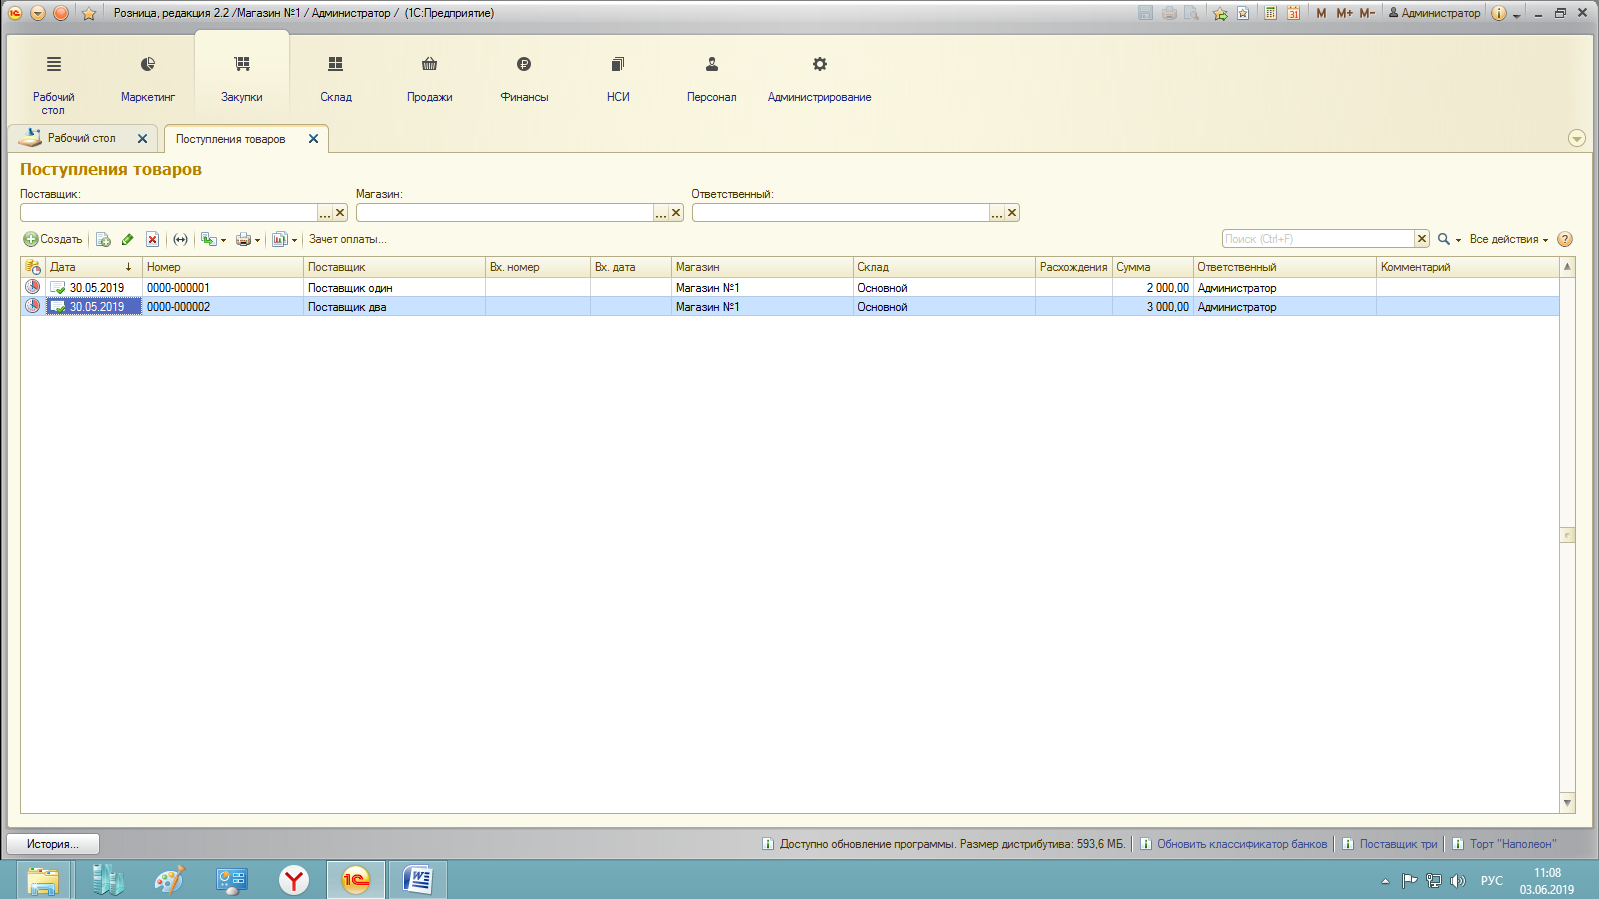 Розница, редакция 2.2 /Магазин №1 / Администратор / (1С:Предприятие)
M M+ M- Администратор
31
Рабочий стол
Маркетинг
Закупки
Склад
Продажи
Финансы
НСИ
Персонал
Администрирование
Рабочий стол
Поступления товаров
Поступления товаров
Поставщик: Магазин: Ответственный:
Создать Зачет оплаты... Поиск (Ctrl+F) Все действия
Дата Номер Поставщик Вх. номер Вх. дата Магазин Склад Расхождения Сумма Ответственный Комментарий
30.05.2019 0000-000001 Поставщик один Магазин №1 Основной 2 000,00 Администратор
30.05.2019 0000-000002 Поставщик два Магазин №1 Основной 3 000,00 Администратор
История... Доступно обновление программы. Размер дистрибутива: 593,6 МБ. Обновить классификатор банков Поставщик три Торт "Наполеон"
РУС 11:08
03.06.2019